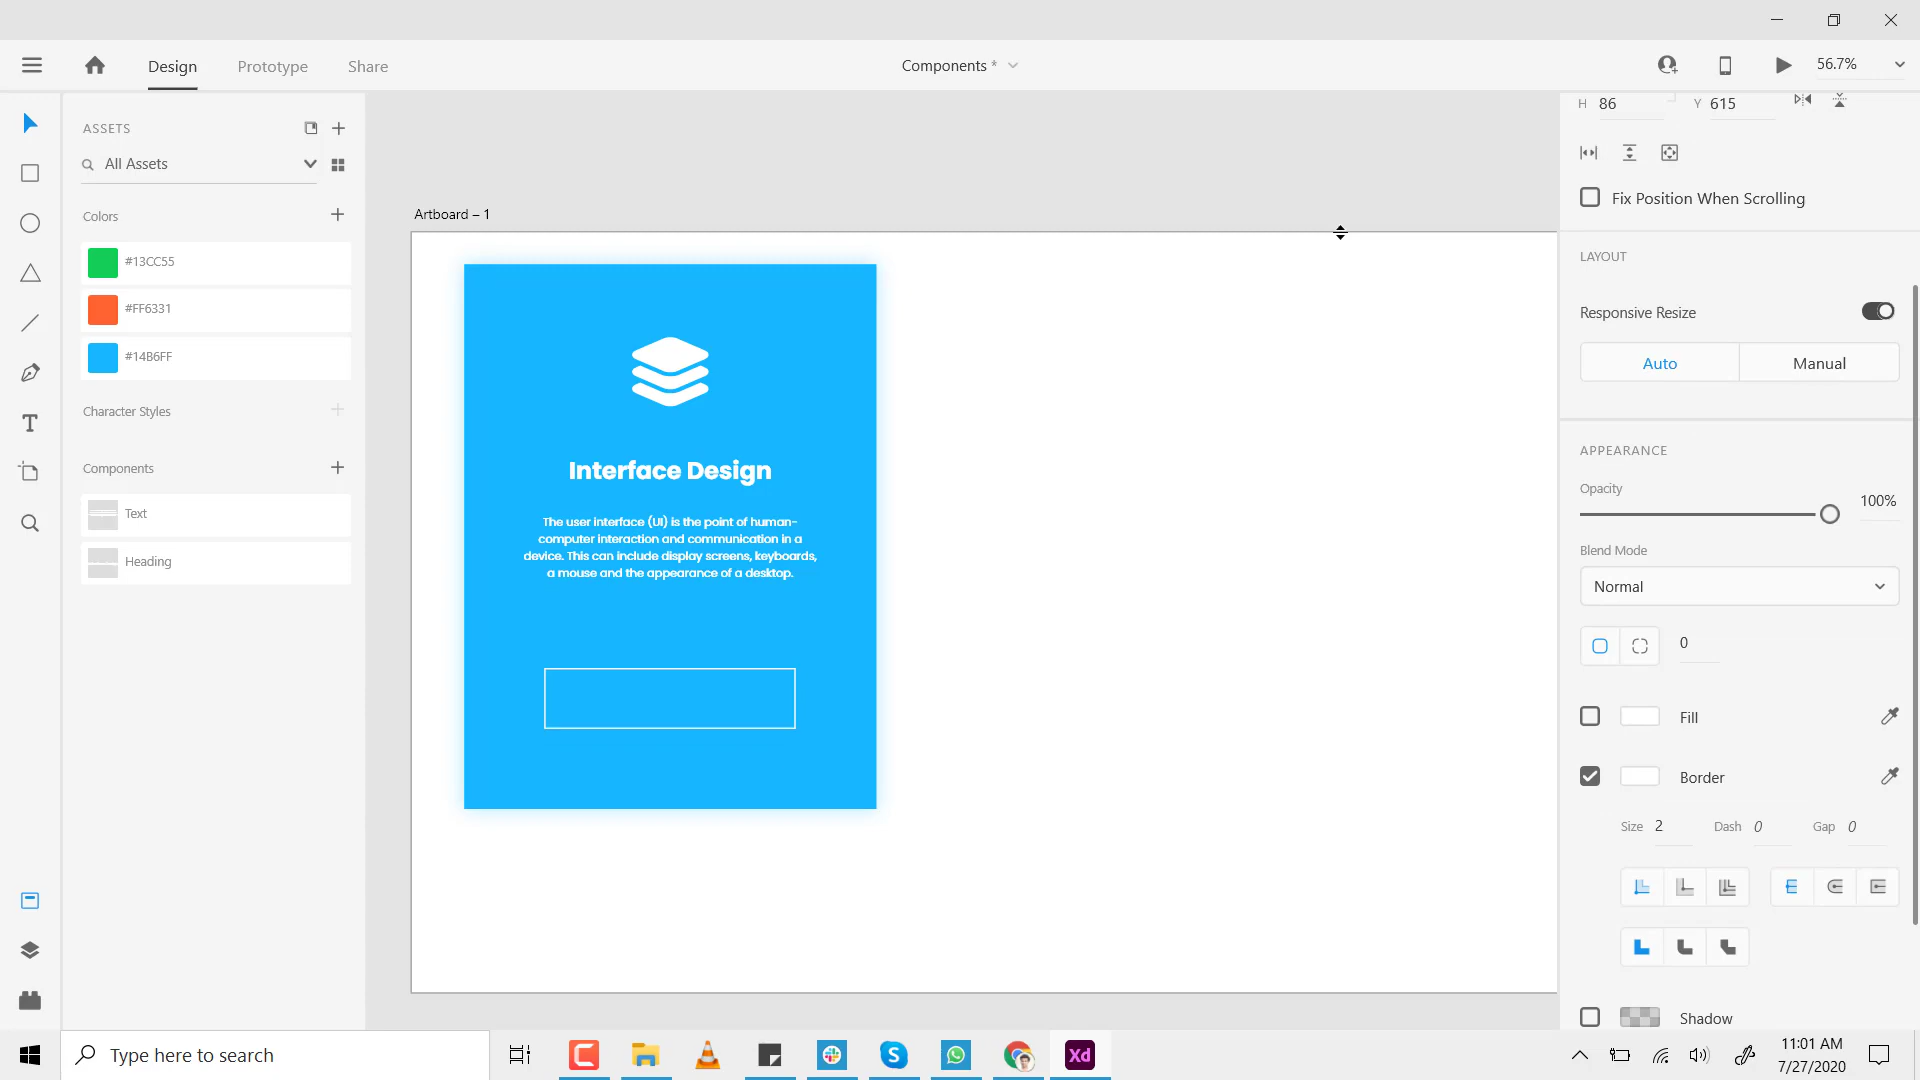 Design
Prototype
Share
Components *
56.7%
ASSETS
All Assets
Colors
#13CC55
#FF6331
#14B6FF
Character Styles
Components
Text
Heading
Artboard – 1
Interface Design
The user interface (UI) is the point of human-
computer interaction and communication in a
device. This can include display screens, keyboards,
a mouse and the appearance of a desktop.
H 86
Y 615
Fix Position When Scrolling
LAYOUT
Responsive Resize
Auto
Manual
APPEARANCE
Opacity
100%
Blend Mode
Normal
0
Fill
Border
Size 2
Dash 0
Gap 0
Shadow
T
Type here to search
S
Xd
11:01 AM
7/27/2020